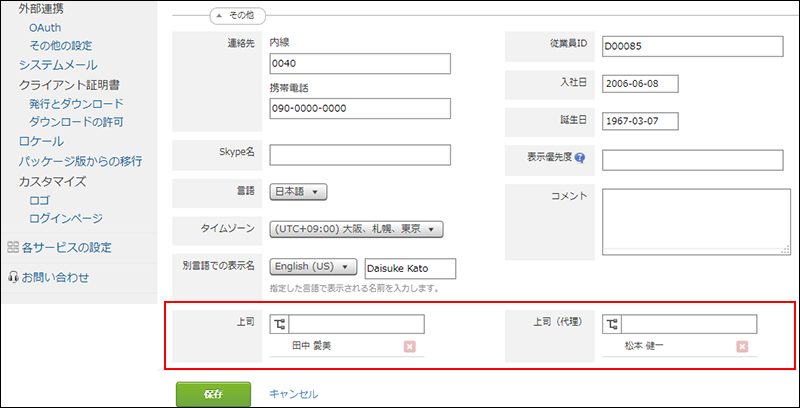 外部連携
OAuth
その他の設定
システムメール
クライアント証明書
発行とダウンロード
ダウンロードの許可
ロケール
パッケージ版からの移行
カスタマイズ
ロゴ
ログインページ
各サービスの設定
お問い合わせ
その他
連絡先
内線
0040
携帯電話
090-0000-0000
Skype名
言語
日本語
タイムゾーン
(UTC+09:00) 大阪、札幌、東京
別言語での表示名
English (US)
Daisuke Kato
指定した言語で表示される名前を入力します。
従業員ID
D00085
入社日
2006-06-08
誕生日
1967-03-07
表示優先度
コメント
上司
田中 愛美
上司（代理）
松本 健一
保存
キャンセル